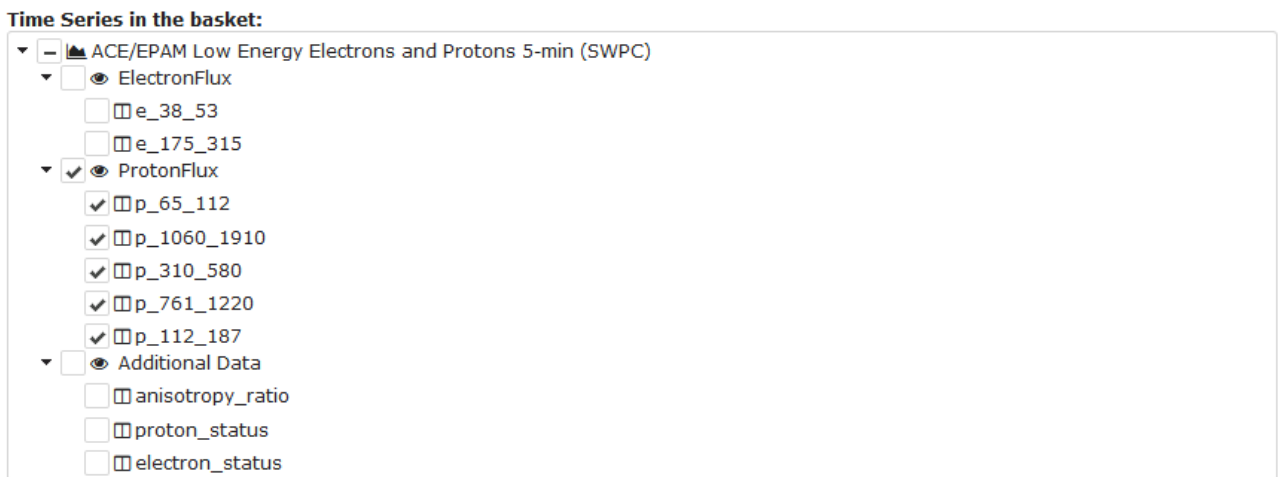 Time Series in the basket:
ACE/EPAM Low Energy Electrons and Protons 5-min (SWPC)
ElectronFlux
e_38_53
e_175_315
ProtonFlux
p_65_112
p_1060_1910
p_310_580
p_761_1220
p_112_187
Additional Data
anisotropy_ratio
proton_status
electron_status